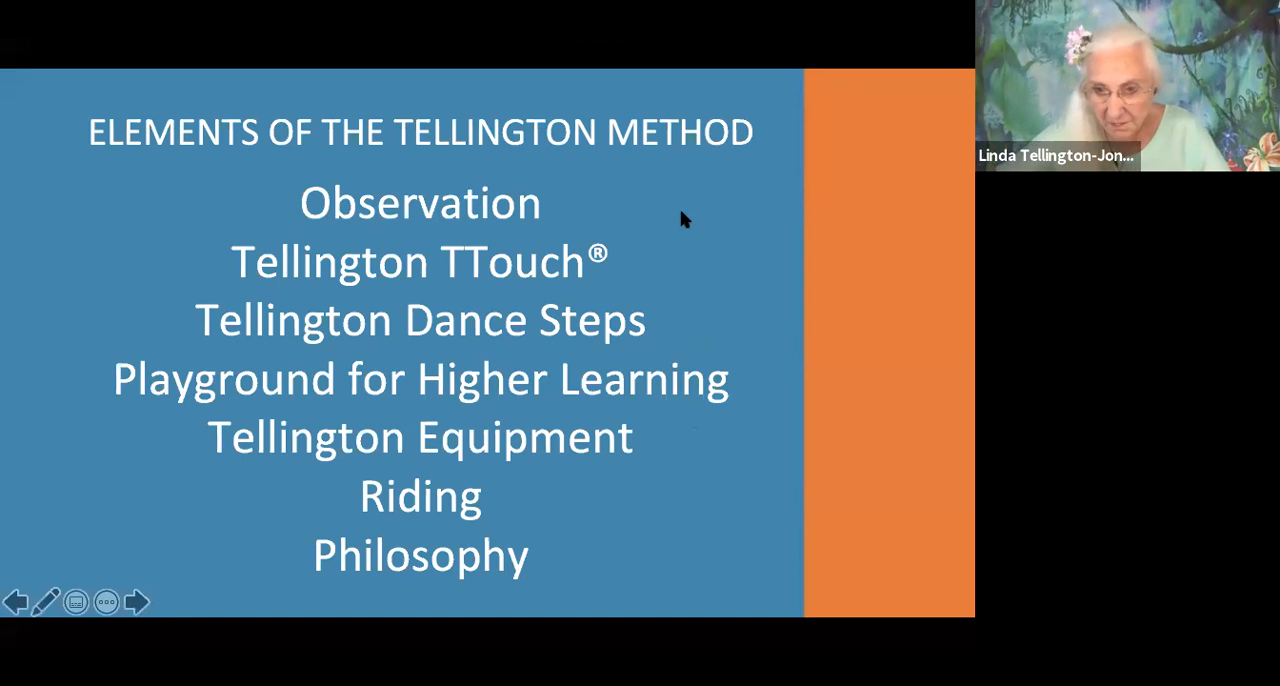 ELEMENTS OF THE TELLINGTON METHOD
Observation
Tellington TTouch®
Tellington Dance Steps
Playground for Higher Learning
Tellington Equipment
Riding
Philosophy
Linda Tellington-Jon...